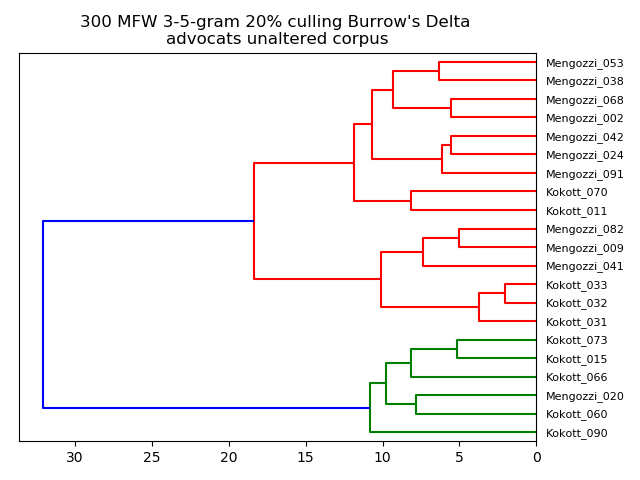 300 MFW 3-5-gram 20% culling Burrow's Delta
advocats unaltered corpus
Mengozzi_053
Mengozzi_038
Mengozzi_068
Mengozzi_002
Mengozzi_042
Mengozzi_024
Mengozzi_091
Kokott_070
Kokott_011
Mengozzi_082
Mengozzi_009
Mengozzi_041
Kokott_033
Kokott_032
Kokott_031
Kokott_073
Kokott_015
Kokott_066
Mengozzi_020
Kokott_060
Kokott_090
30 25 20 15 10 5 0